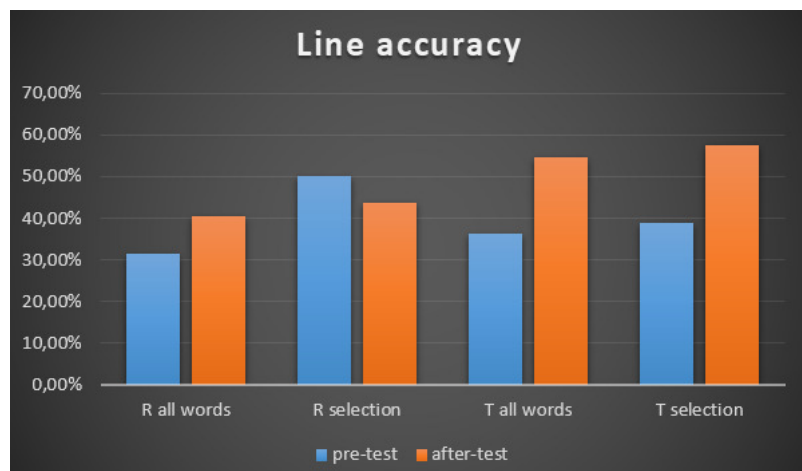 Line accuracy
70,00%
60,00%
50,00%
40,00%
30,00%
20,00%
10,00%
0,00%
R all words R selection T all words T selection
pre-test after-test